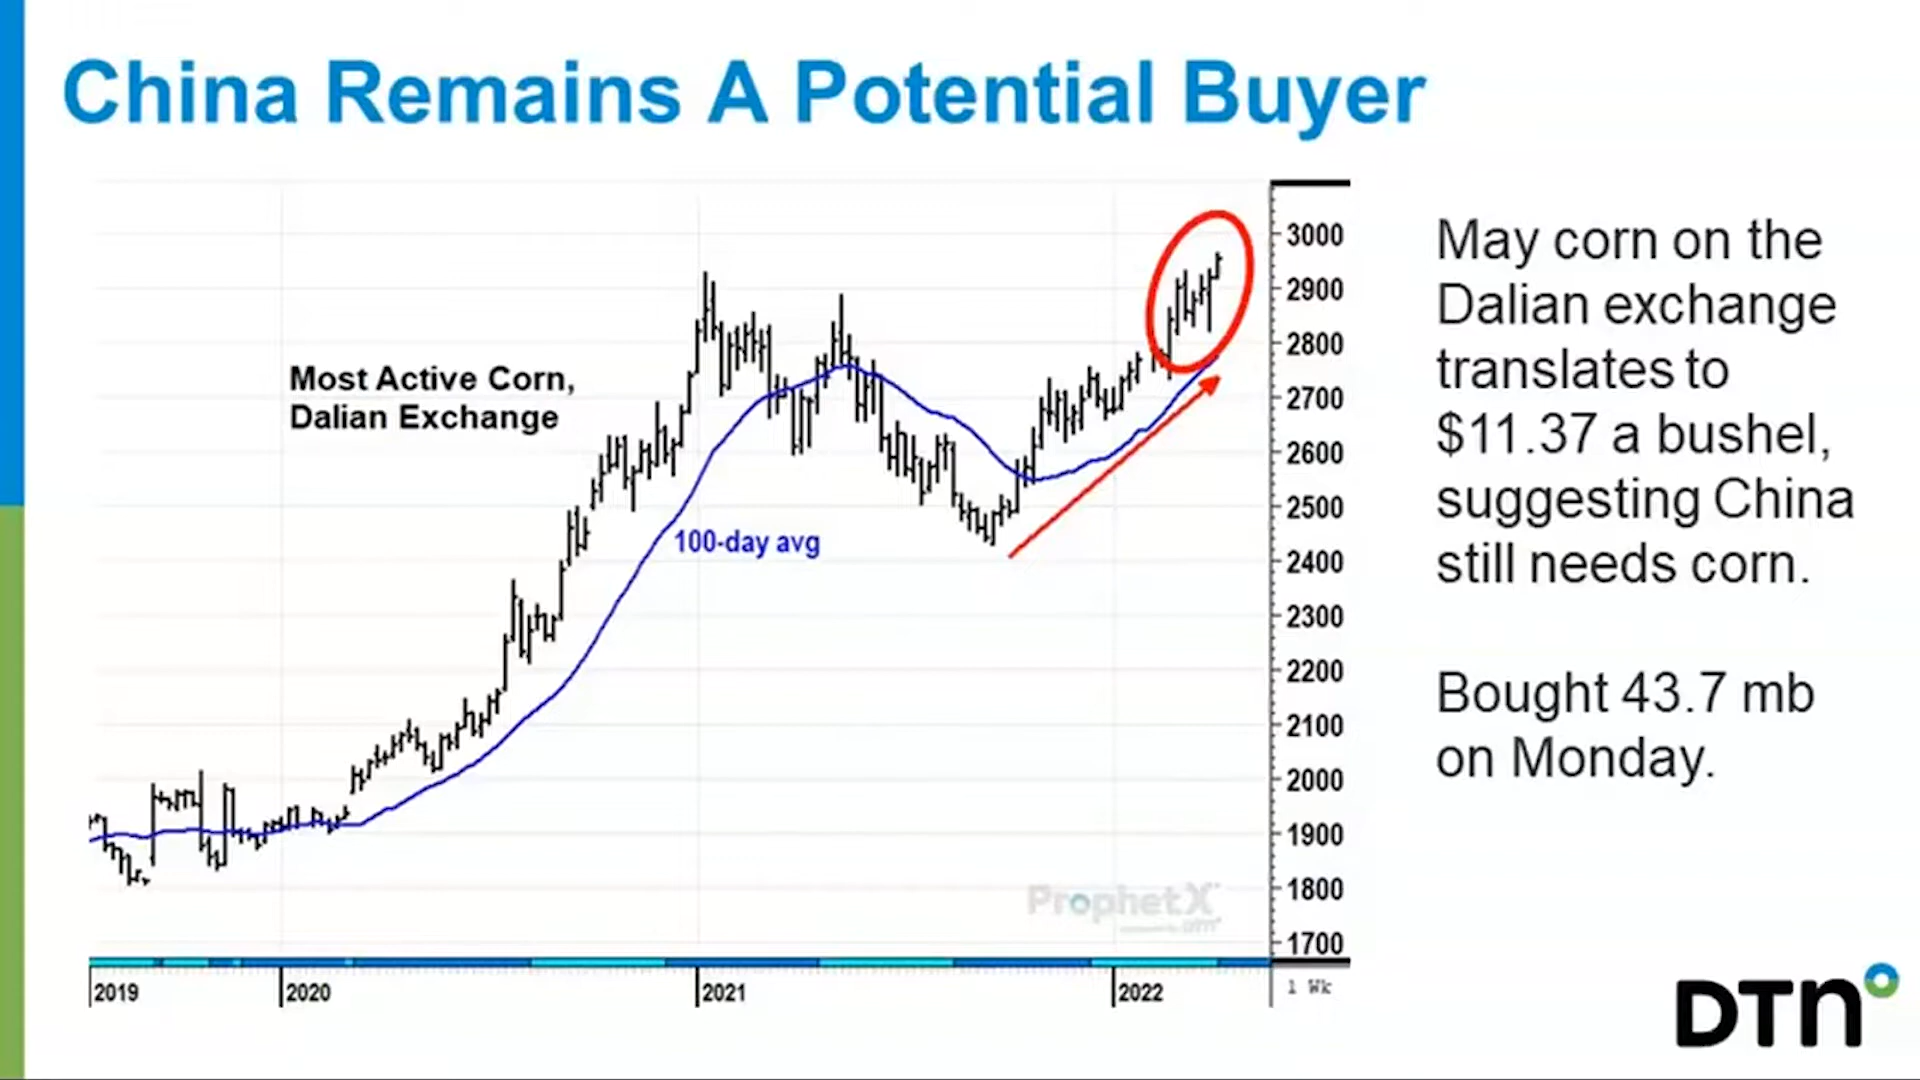 China Remains A Potential Buyer
Most Active Corn,
Dalian Exchange
100-day avg
3000
2900
2800
2700
2600
2500
2400
2300
2200
2100
2000
1900
1800
1700
2019
2020
2021
2022
1 Wk
ProphetX
May corn on the
Dalian exchange
translates to
$11.37 a bushel,
suggesting China
still needs corn.
Bought 43.7 mb
on Monday.
DTN